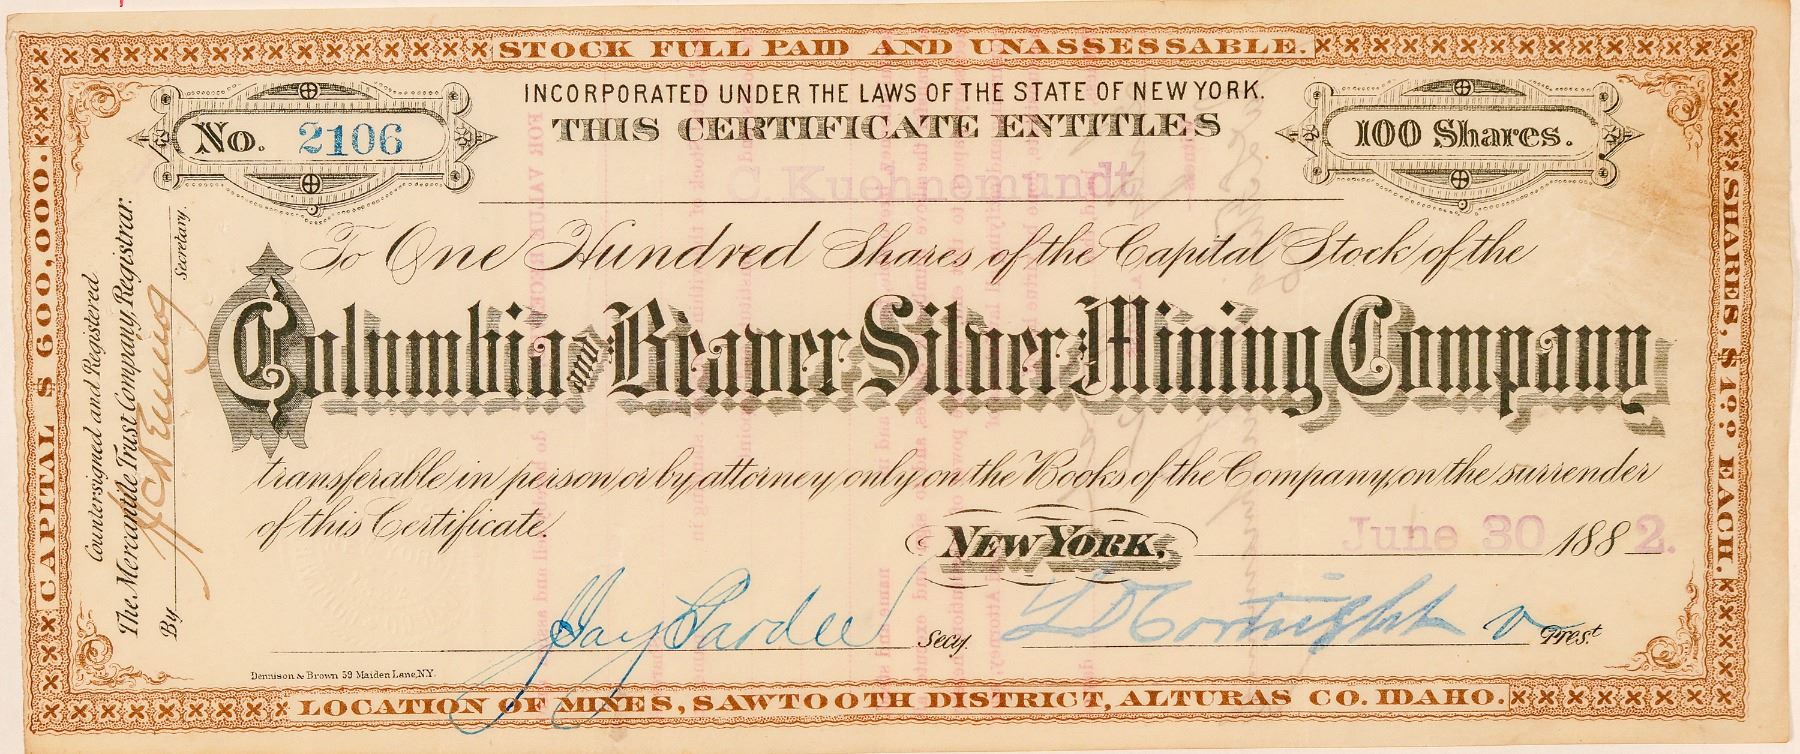 STOCK FULL PAID AND UNASSESSABLE.
INCORPORATED UNDER THE LAWS OF THE STATE OF NEW YORK.
No. 2106
THIS CERTIFICATE ENTITLES
100 Shares.
C Kuehnemundt
To One Hundred Shares of the Capital Stock of the
Columbia and Beaver Silver Mining Company
transferable in person or by attorney only on the Books of the Company, on the surrender
of this Certificate.
NEW YORK, June 30 1882.
Jay Pardee Secy.
L D Cortright V Prest
Dennison & Brown 59 Maiden Lane, N.Y.
LOCATION OF MINES, SAWTOOTH DISTRICT, ALTURAS CO. IDAHO.
CAPITAL $600,000.
Countersigned and Registered
The Mercantile Trust Company, Registrar.
By Secretary.
SHARES, $1.00 EACH.